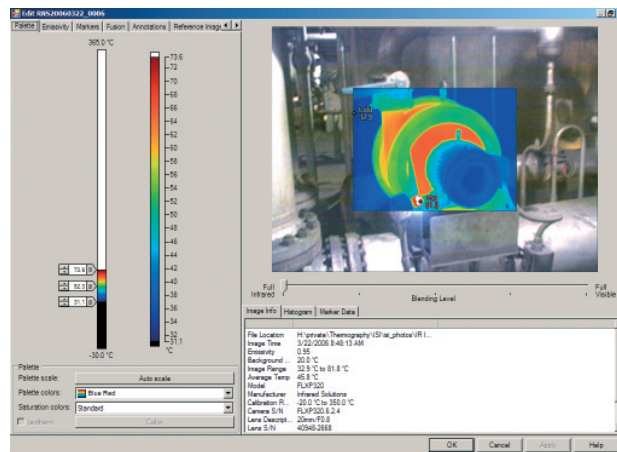 Edit RNS20060322_0006
Palette Emissivity Markers Fusion Annotations Reference Image
365.0 °C
73.6
72
70
68
66
64
62
60
58
56
54
52
50
48
46
44
42
40
38
36
34
32
31.1
°C
73.6
52.3
31.1
-30.0 °C
Palette
Palette scale: Auto scale
Palette colors: Blue Red
Saturation colors: Standard
Isotherm Color
Full Infrared
Blending Level
Full Visible
Image Info Histogram Marker Data
File Location H:\private\Thermography\ISI\at_photos\IR I...
Image Time 3/22/2006 8:48:13 AM
Emissivity 0.95
Background ... 20.0 °C
Image Range 32.9 °C to 81.8 °C
Average Temp 45.8 °C
Model FLXP320
Manufacturer Infrared Solutions
Calibration R... -20.0 °C to 350.0 °C
Camera S/N FLXP320.6.2.4
Lens Descript... 20mm/F0.8
Lens S/N 40948-2668
OK Cancel Apply Help